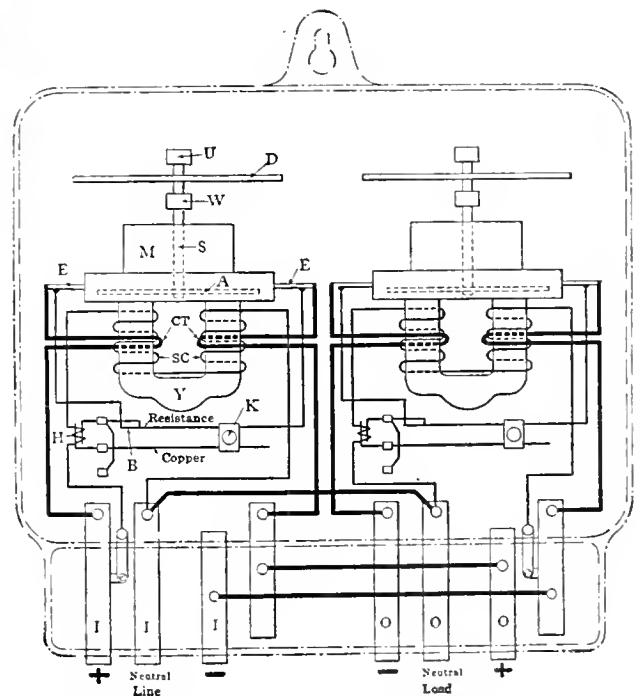 U
D
W
M
S
E
E
A
CT
SC
Y
Resistance
K
H
B
Copper
I I I O O O
+ Neutral − − Neutral +
Line Load